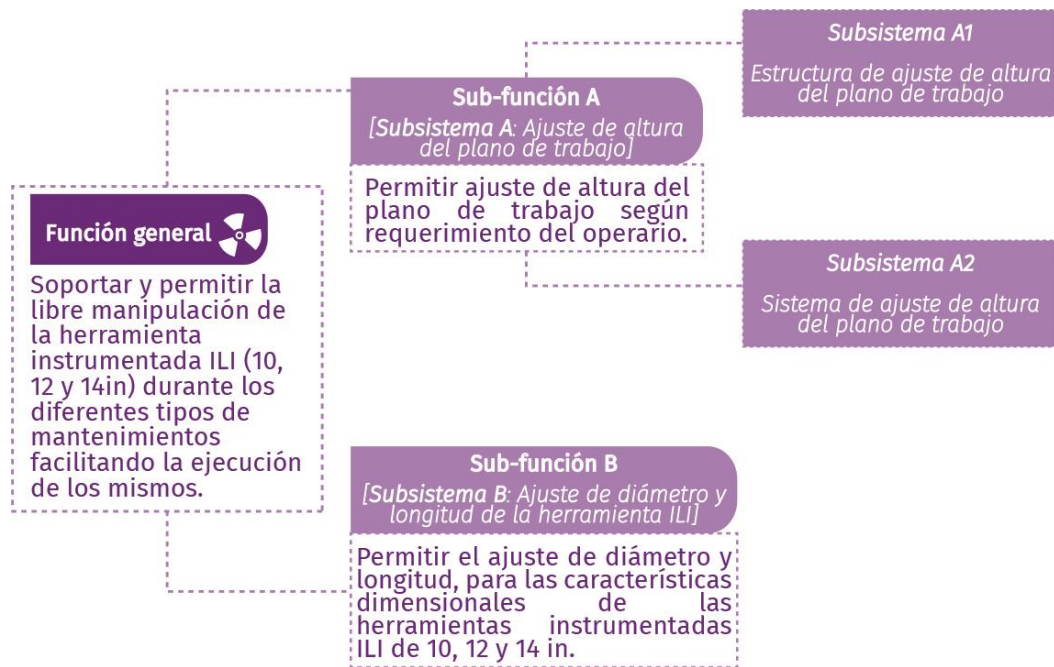 Función general
Soportar y permitir la
libre manipulación de
la herramienta
instrumentada ILI (10,
12 y 14in) durante los
diferentes tipos de
mantenimientos
facilitando la ejecución
de los mismos.
Sub-función A
[Subsistema A: Ajuste de altura
del plano de trabajo]
Permitir ajuste de altura del
plano de trabajo según
requerimiento del operario.
Subsistema A1
Estructura de ajuste de altura
del plano de trabajo
Subsistema A2
Sistema de ajuste de altura
del plano de trabajo
Sub-función B
[Subsistema B: Ajuste de diámetro y
longitud de la herramienta ILI]
Permitir el ajuste de diámetro y
longitud, para las características
dimensionales de las
herramientas instrumentadas
ILI de 10, 12 y 14 in.